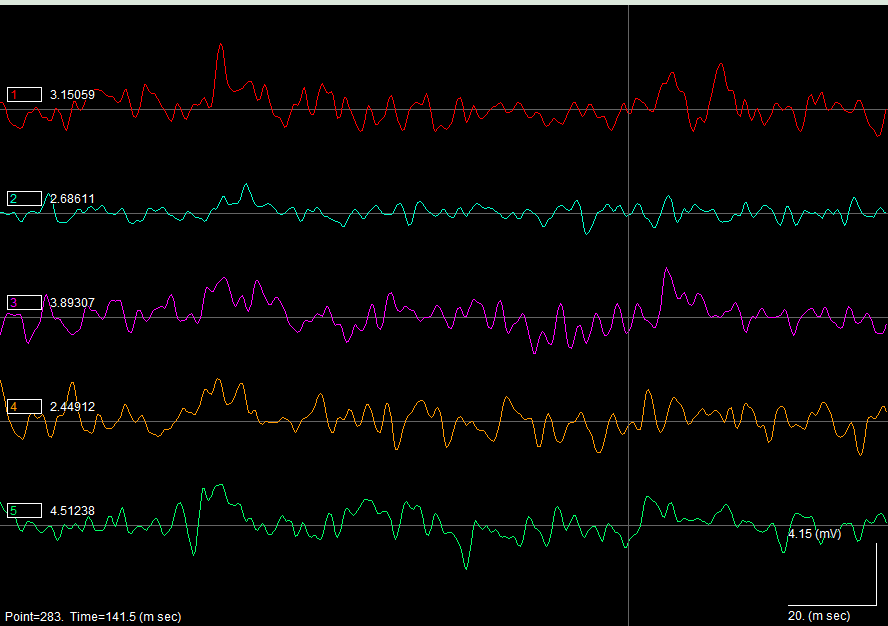 1 3.15059
2 2.68611
3 3.89307
4 2.44912
5 4.51238
4.15 (mV)
20. (m sec)
Point=283. Time=141.5 (m sec)